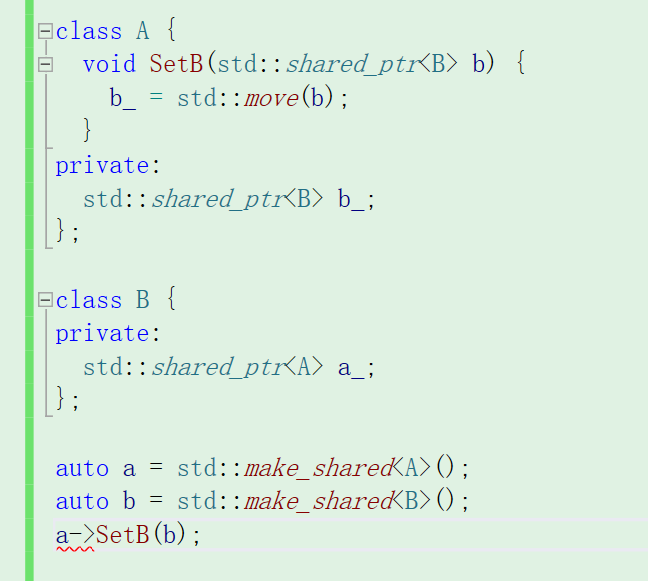 class A {
void SetB(std::shared_ptr<B> b) {
b_ = std::move(b);
}
private:
std::shared_ptr<B> b_;
};
class B {
private:
std::shared_ptr<A> a_;
};
auto a = std::make_shared<A>();
auto b = std::make_shared<B>();
a->SetB(b);